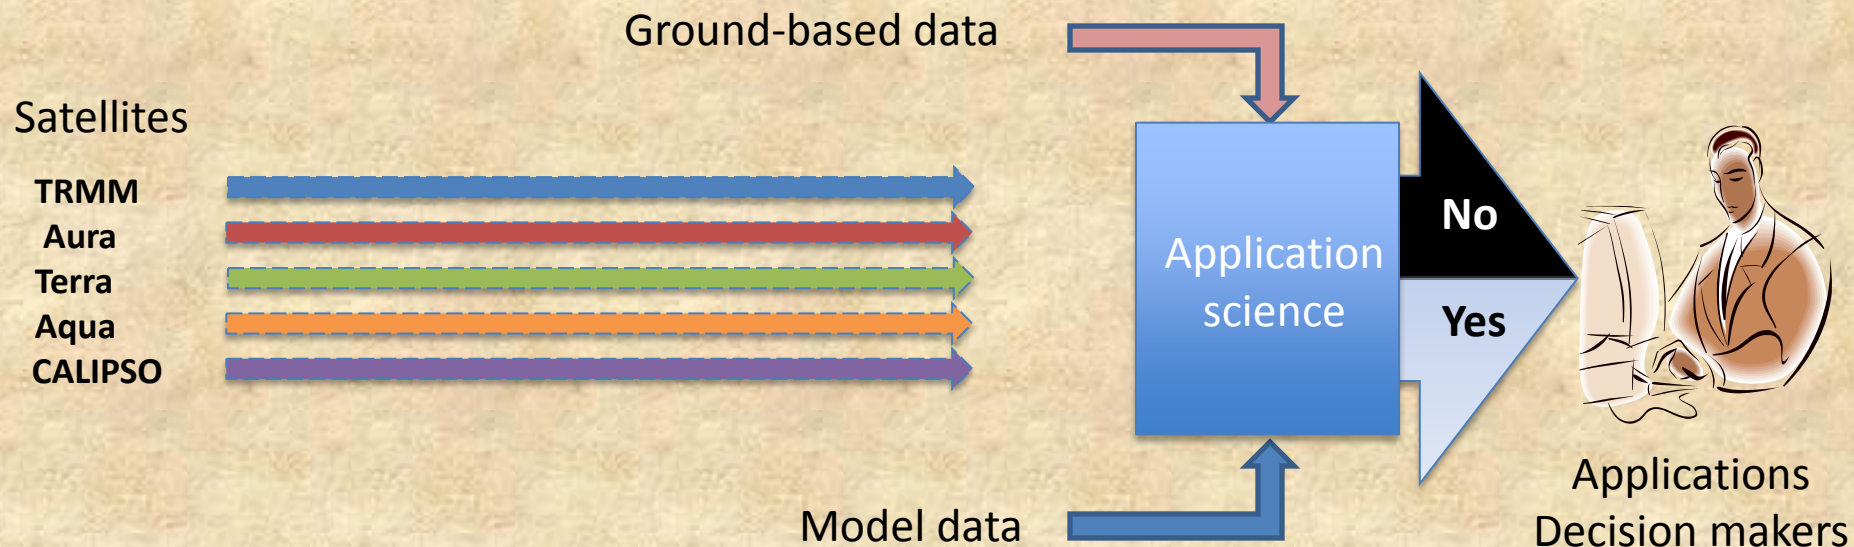 Ground-based data
Satellites
TRMM
Aura
Terra
Aqua
CALIPSO
Application
science
No
Yes
Model data
Applications
Decision makers